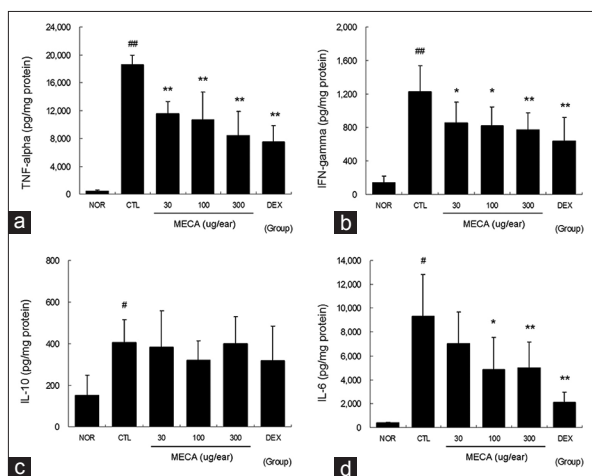 TNF-alpha (pg/mg protein)
24,000
20,000
16,000
12,000
8,000
4,000
0
##
**
**
**
**
NOR CTL 30 100 300 DEX
MECA (ug/ear) (Group)
a
IFN-gamma (pg/mg protein)
2,000
1,600
1,200
800
400
0
##
*
*
**
**
NOR CTL 30 100 300 DEX
MECA (ug/ear) (Group)
b
IL-10 (pg/mg protein)
800
600
400
200
0
#
NOR CTL 30 100 300 DEX
MECA (ug/ear) (Group)
c
IL-6 (pg/mg protein)
14,000
12,000
10,000
8,000
6,000
4,000
2,000
0
#
*
**
**
NOR CTL 30 100 300 DEX
MECA (ug/ear) (Group)
d